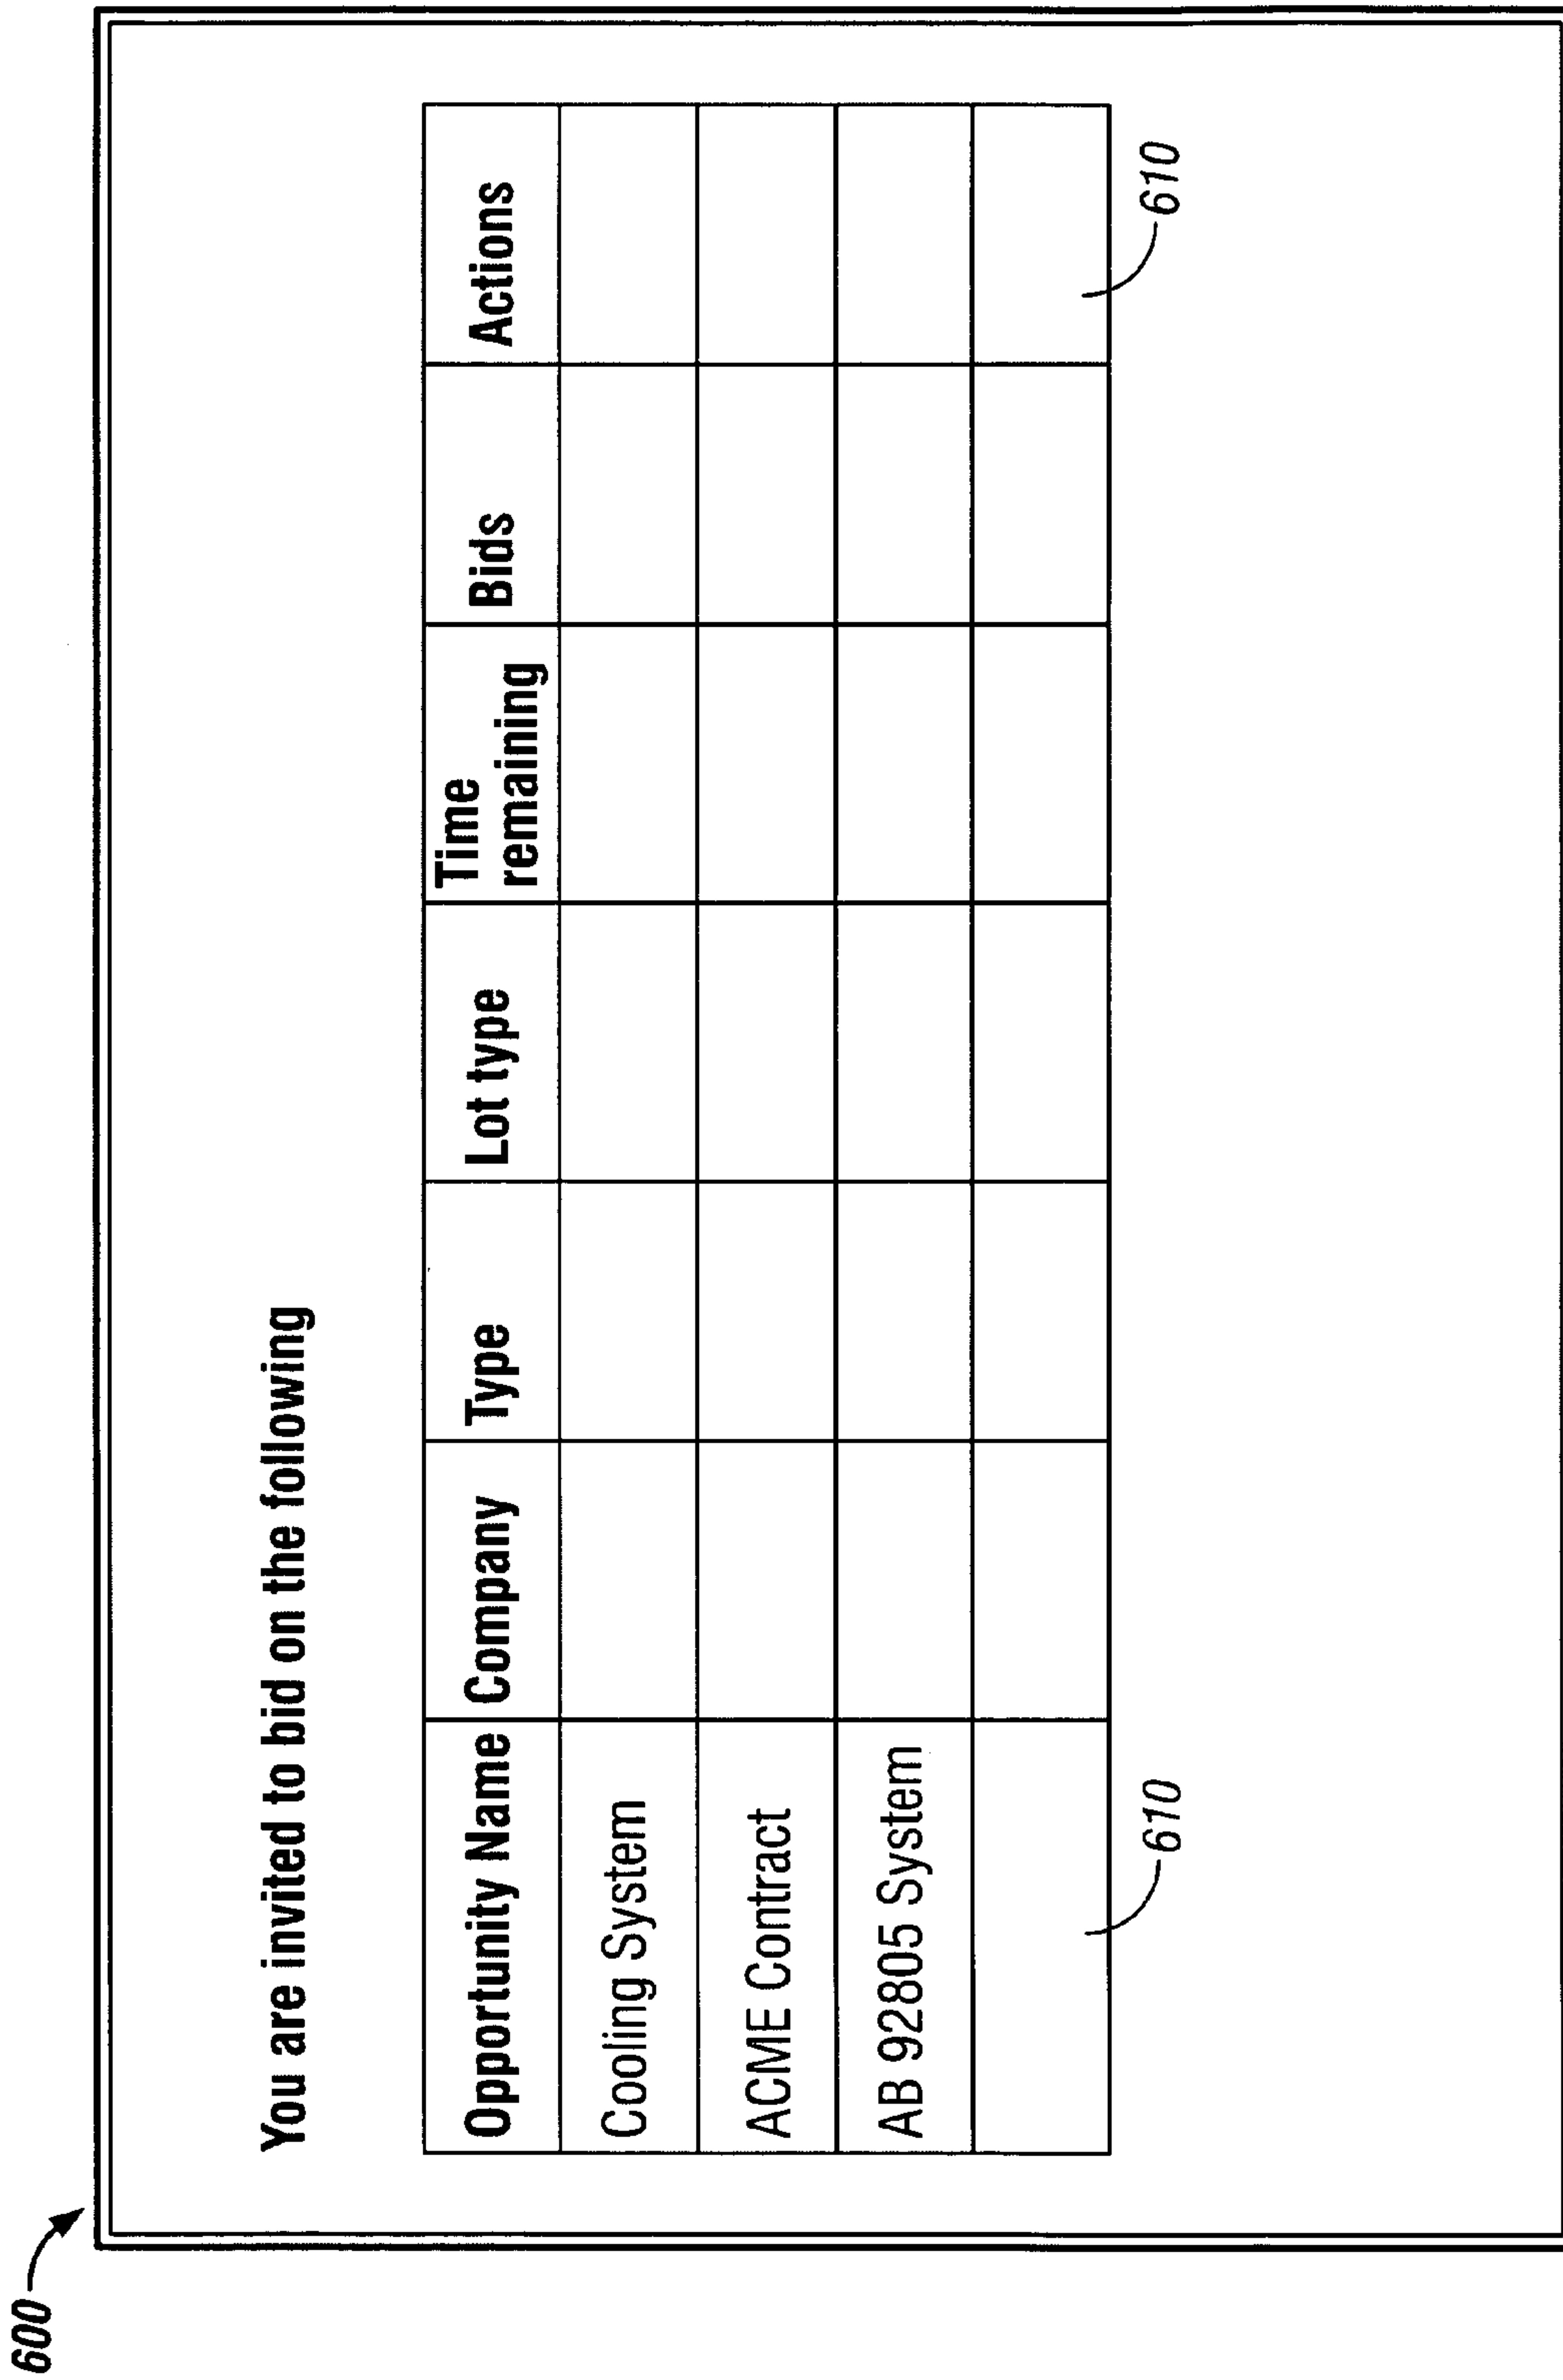 600
You are invited to bid on the following
Opportunity Name Company Type Lot type Time remaining Bids Actions
Cooling System
ACME Contract
AB 92805 System
610 610